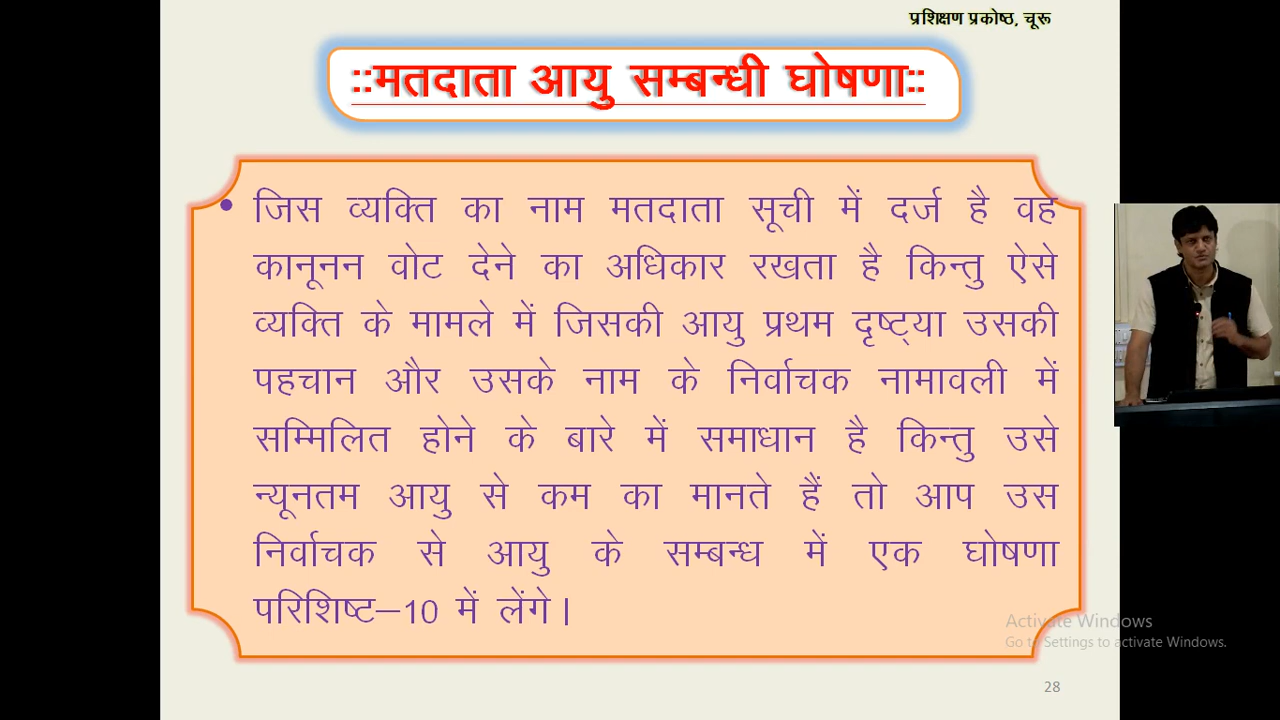 प्रशिक्षण प्रकोष्ठ, चूरू
::मतदाता आयु सम्बन्धी घोषणा::
• जिस व्यक्ति का नाम मतदाता सूची में दर्ज है वह
कानूनन वोट देने का अधिकार रखता है किन्तु ऐसे
व्यक्ति के मामले में जिसकी आयु प्रथम दृष्ट्या उसकी
पहचान और उसके नाम के निर्वाचक नामावली में
सम्मिलित होने के बारे में समाधान है किन्तु उसे
न्यूनतम आयु से कम का मानते हैं तो आप उस
निर्वाचक से आयु के सम्बन्ध में एक घोषणा
परिशिष्ट–10 में लेंगे।
Activate Windows
Go to Settings to activate Windows.
28